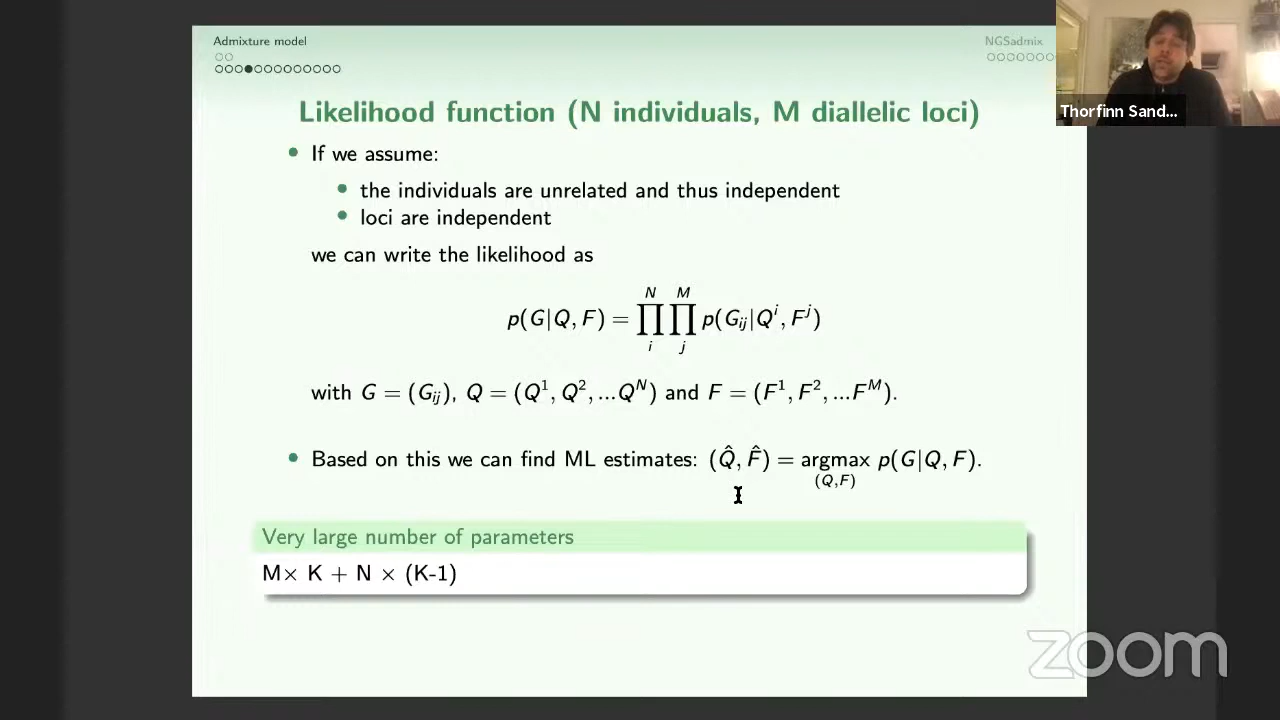 Admixture model
NGSadmix
Thorfinn Sand...
Likelihood function (N individuals, M diallelic loci)
If we assume:
the individuals are unrelated and thus independent
loci are independent
we can write the likelihood as
p(G|Q, F) = ∏_i^N ∏_j^M p(G_ij|Q^i, F^j)
with G = (G_ij), Q = (Q^1, Q^2, ...Q^N) and F = (F^1, F^2, ...F^M).
Based on this we can find ML estimates: (Q̂, F̂) = argmax_(Q,F) p(G|Q, F).
Very large number of parameters
M× K + N × (K-1)
zoom